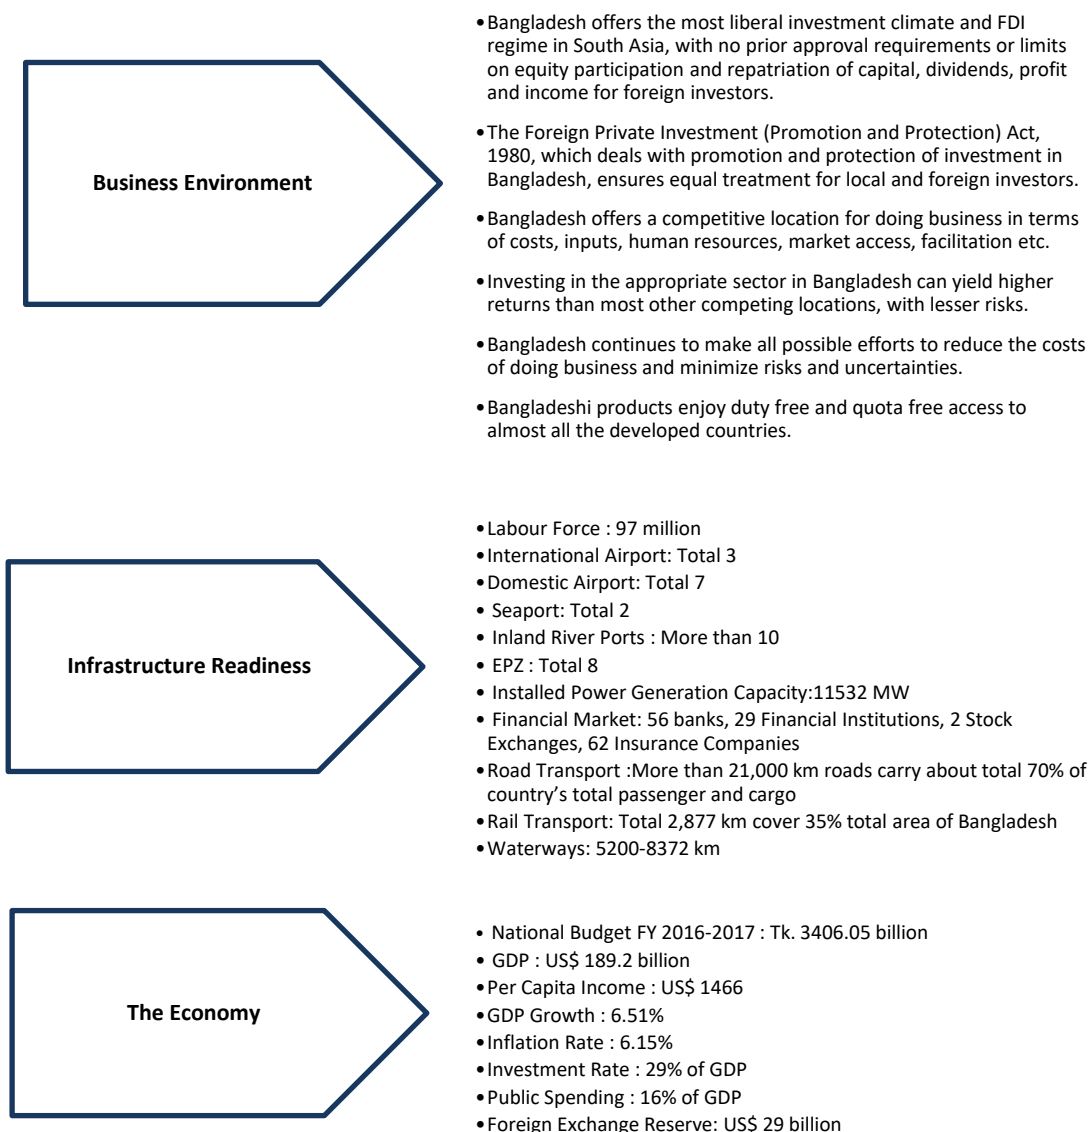 Business Environment
•Bangladesh offers the most liberal investment climate and FDI
regime in South Asia, with no prior approval requirements or limits
on equity participation and repatriation of capital, dividends, profit
and income for foreign investors.
•The Foreign Private Investment (Promotion and Protection) Act,
1980, which deals with promotion and protection of investment in
Bangladesh, ensures equal treatment for local and foreign investors.
•Bangladesh offers a competitive location for doing business in terms
of costs, inputs, human resources, market access, facilitation etc.
•Investing in the appropriate sector in Bangladesh can yield higher
returns than most other competing locations, with lesser risks.
•Bangladesh continues to make all possible efforts to reduce the costs
of doing business and minimize risks and uncertainties.
•Bangladeshi products enjoy duty free and quota free access to
almost all the developed countries.
Infrastructure Readiness
•Labour Force : 97 million
•International Airport: Total 3
•Domestic Airport: Total 7
• Seaport: Total 2
• Inland River Ports : More than 10
• EPZ : Total 8
• Installed Power Generation Capacity:11532 MW
• Financial Market: 56 banks, 29 Financial Institutions, 2 Stock
Exchanges, 62 Insurance Companies
•Road Transport :More than 21,000 km roads carry about total 70% of
country’s total passenger and cargo
•Rail Transport: Total 2,877 km cover 35% total area of Bangladesh
•Waterways: 5200-8372 km
The Economy
• National Budget FY 2016-2017 : Tk. 3406.05 billion
• GDP : US$ 189.2 billion
•Per Capita Income : US$ 1466
•GDP Growth : 6.51%
•Inflation Rate : 6.15%
•Investment Rate : 29% of GDP
•Public Spending : 16% of GDP
•Foreign Exchange Reserve: US$ 29 billion